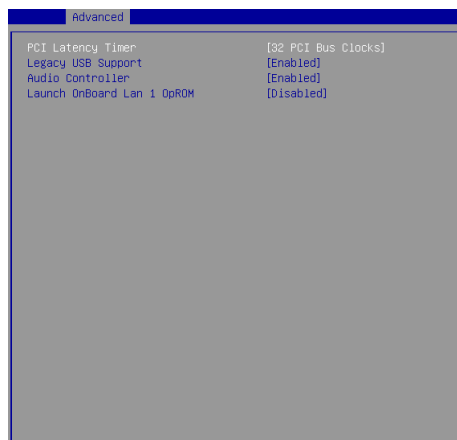 Advanced
PCI Latency Timer [32 PCI Bus Clocks]
Legacy USB Support [Enabled]
Audio Controller [Enabled]
Launch OnBoard Lan 1 OpROM [Disabled]